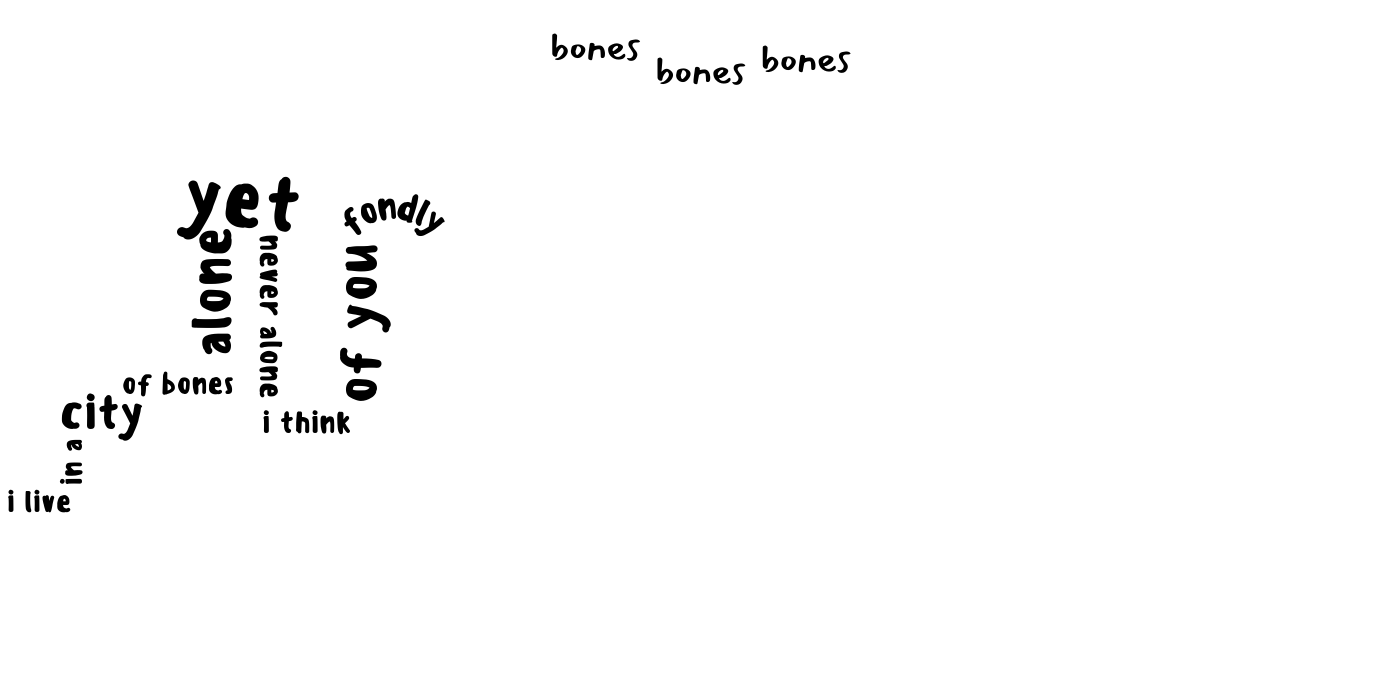 bones bones bones
i live
in a
city
of bones
alone
yet
never alone
i think
of you
fondly